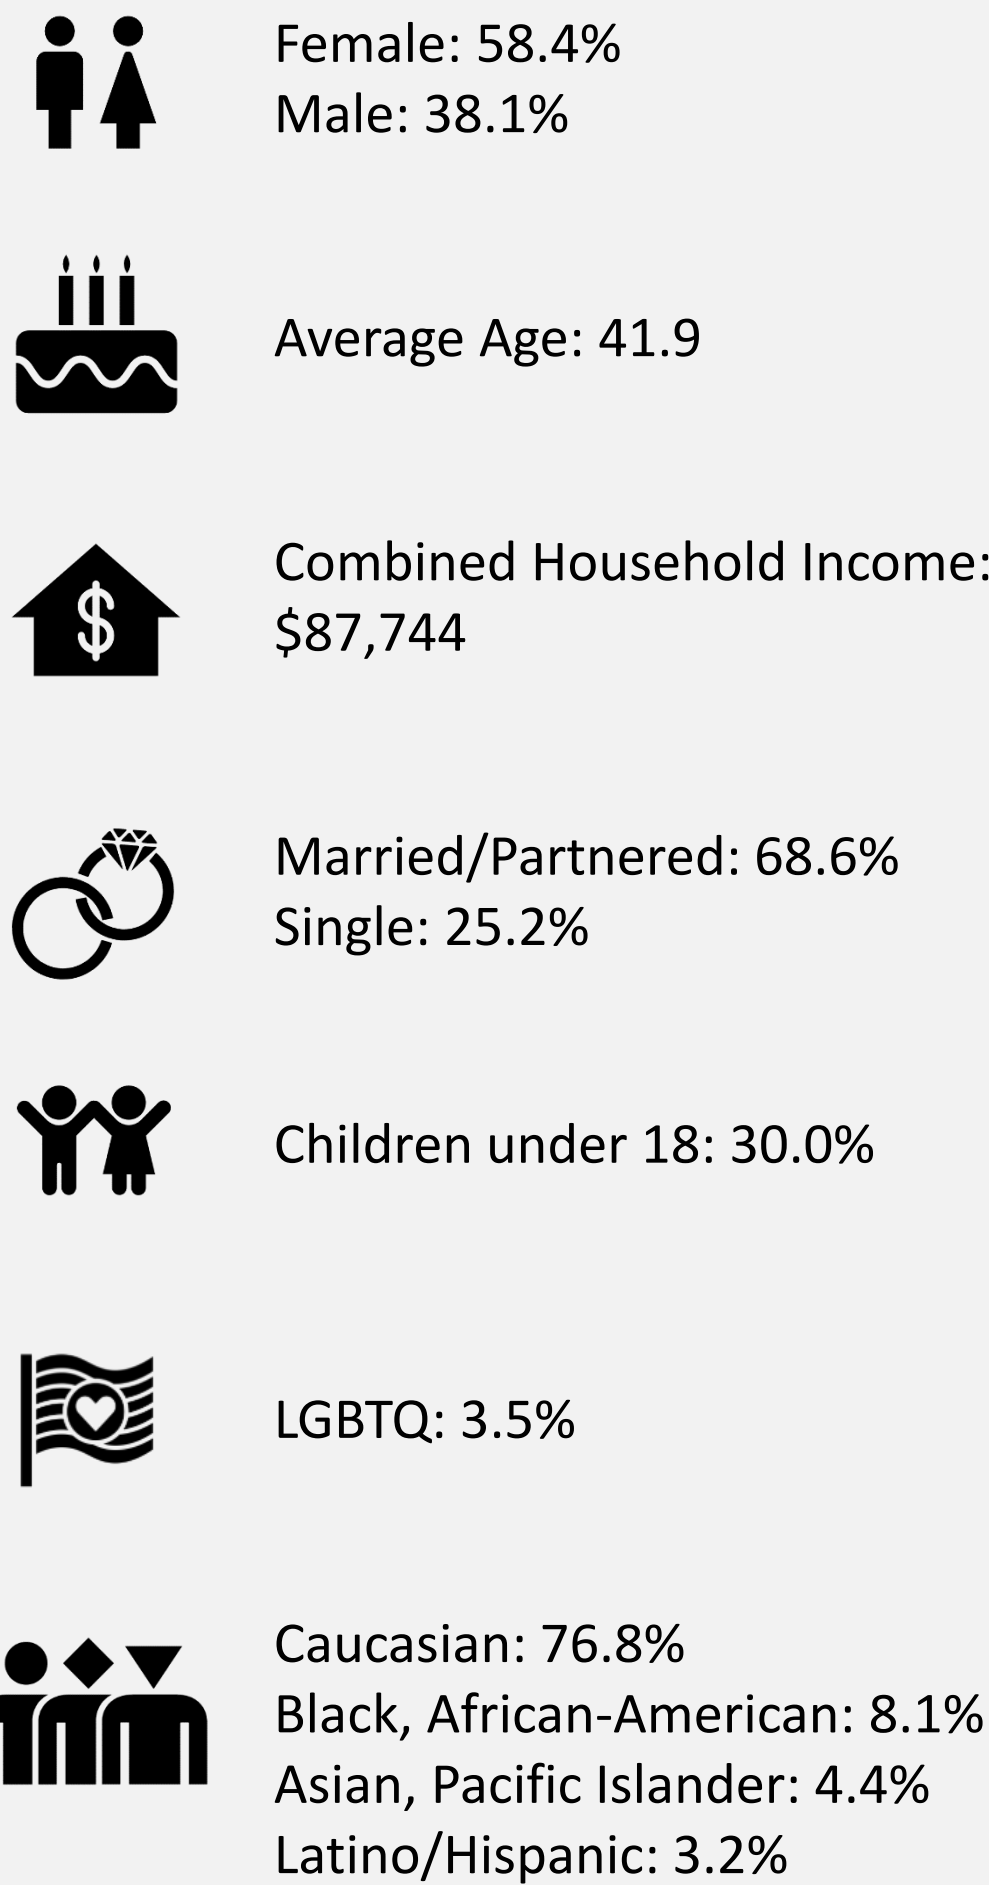 Female: 58.4%
Male: 38.1%
Average Age: 41.9
Combined Household Income:
$87,744
Married/Partnered: 68.6%
Single: 25.2%
Children under 18: 30.0%
LGBTQ: 3.5%
Caucasian: 76.8%
Black, African-American: 8.1%
Asian, Pacific Islander: 4.4%
Latino/Hispanic: 3.2%